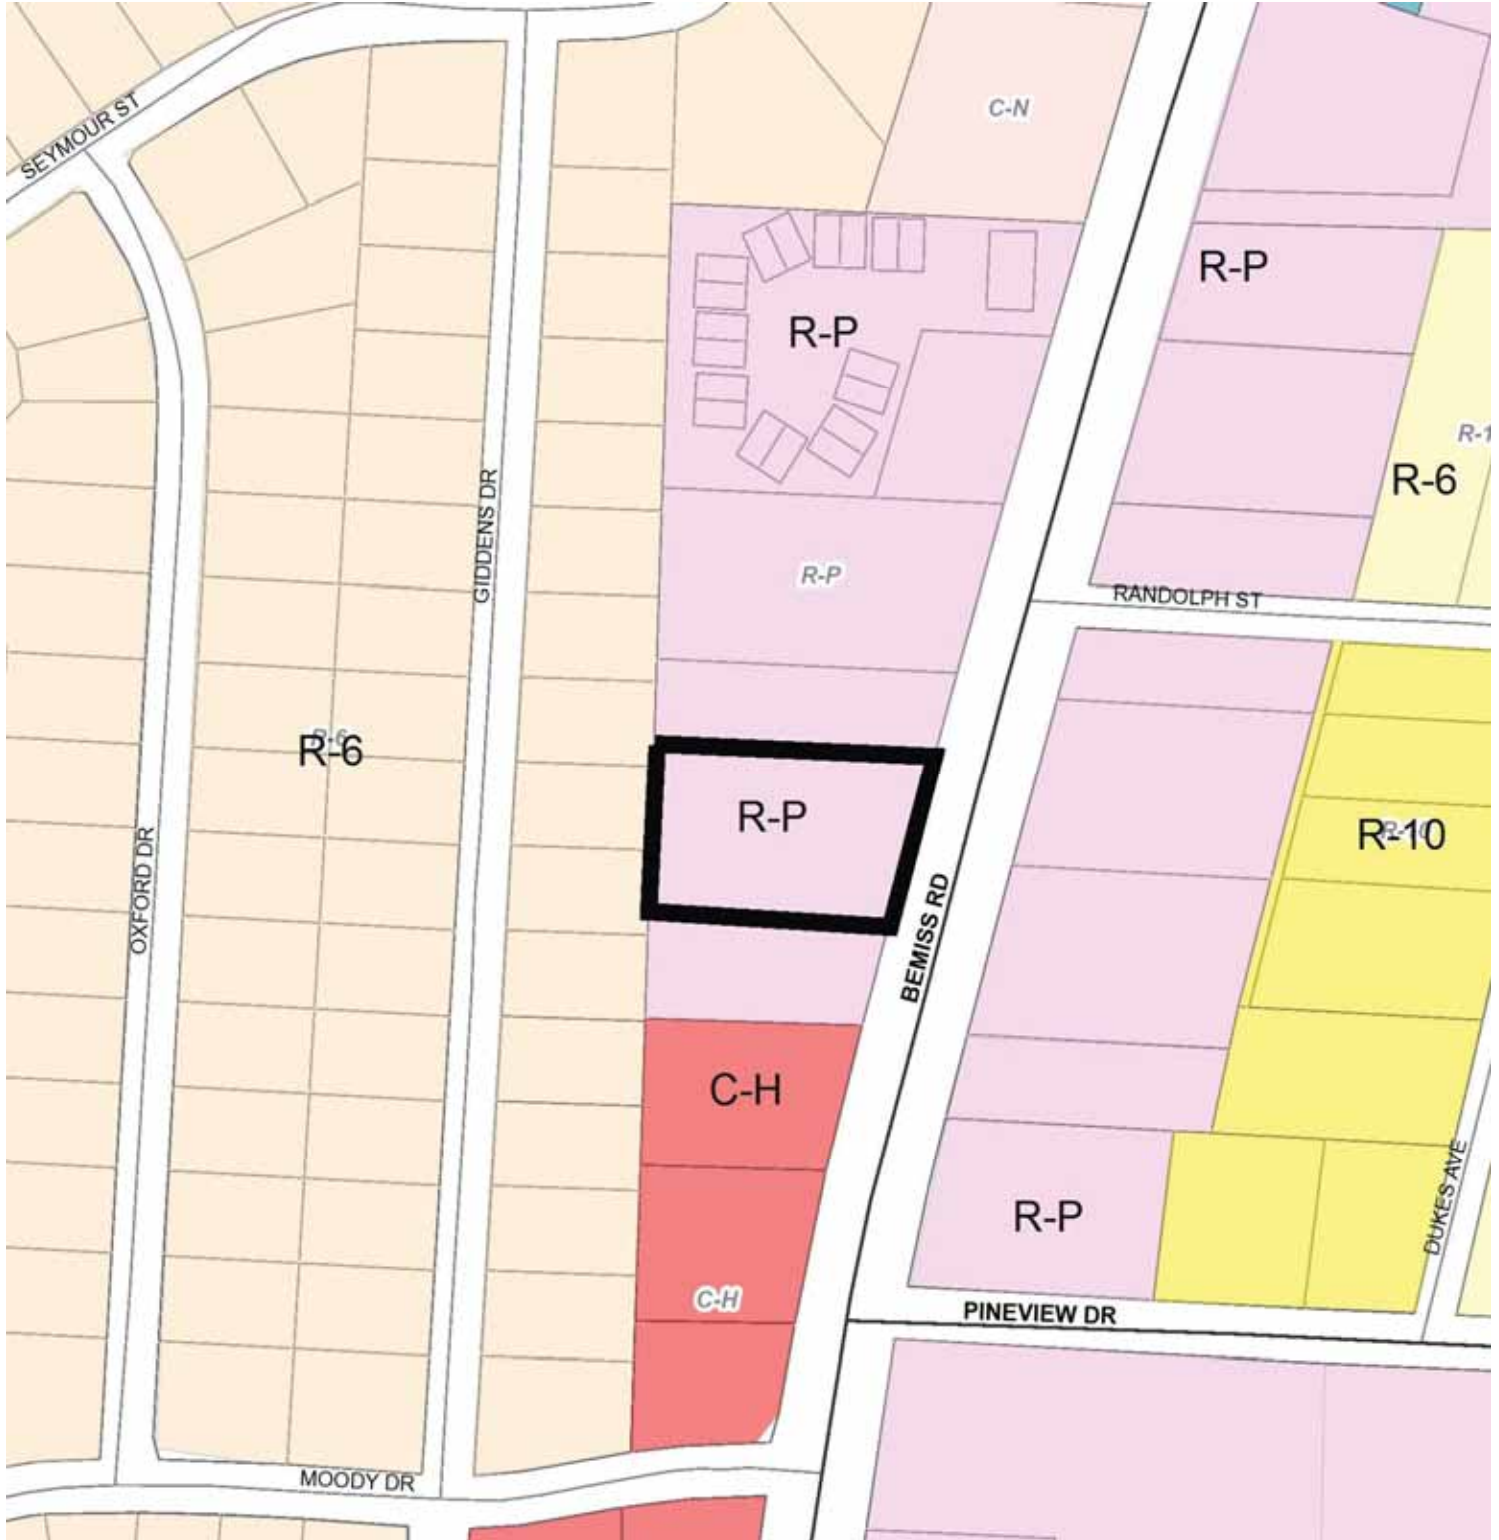 SEYMOUR ST
C-N
R-P
R-P
R-6
GIDDENS DR
R-P
RANDOLPH ST
R-6
R-6
R-P
R-10
OXFORD DR
BEMISS RD
C-H
DUKES AVE
R-P
C-H
PINEVIEW DR
MOODY DR